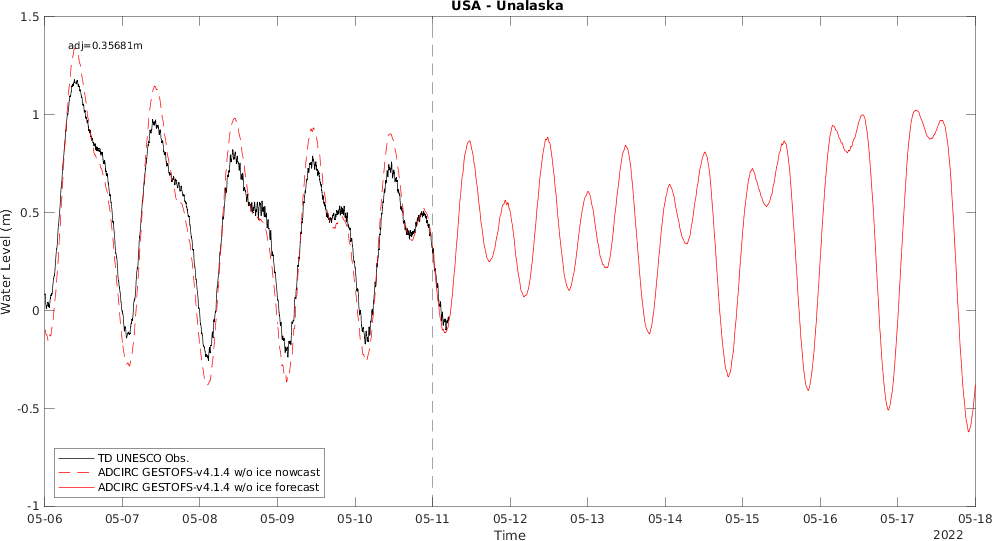 USA - Unalaska
adj=0.35681m
1.5
1
0.5
0
-0.5
-1
Water Level (m)
TD UNESCO Obs.
ADCIRC GESTOFS-v4.1.4 w/o ice nowcast
ADCIRC GESTOFS-v4.1.4 w/o ice forecast
05-06 05-07 05-08 05-09 05-10 05-11 05-12 05-13 05-14 05-15 05-16 05-17 05-18
Time
2022